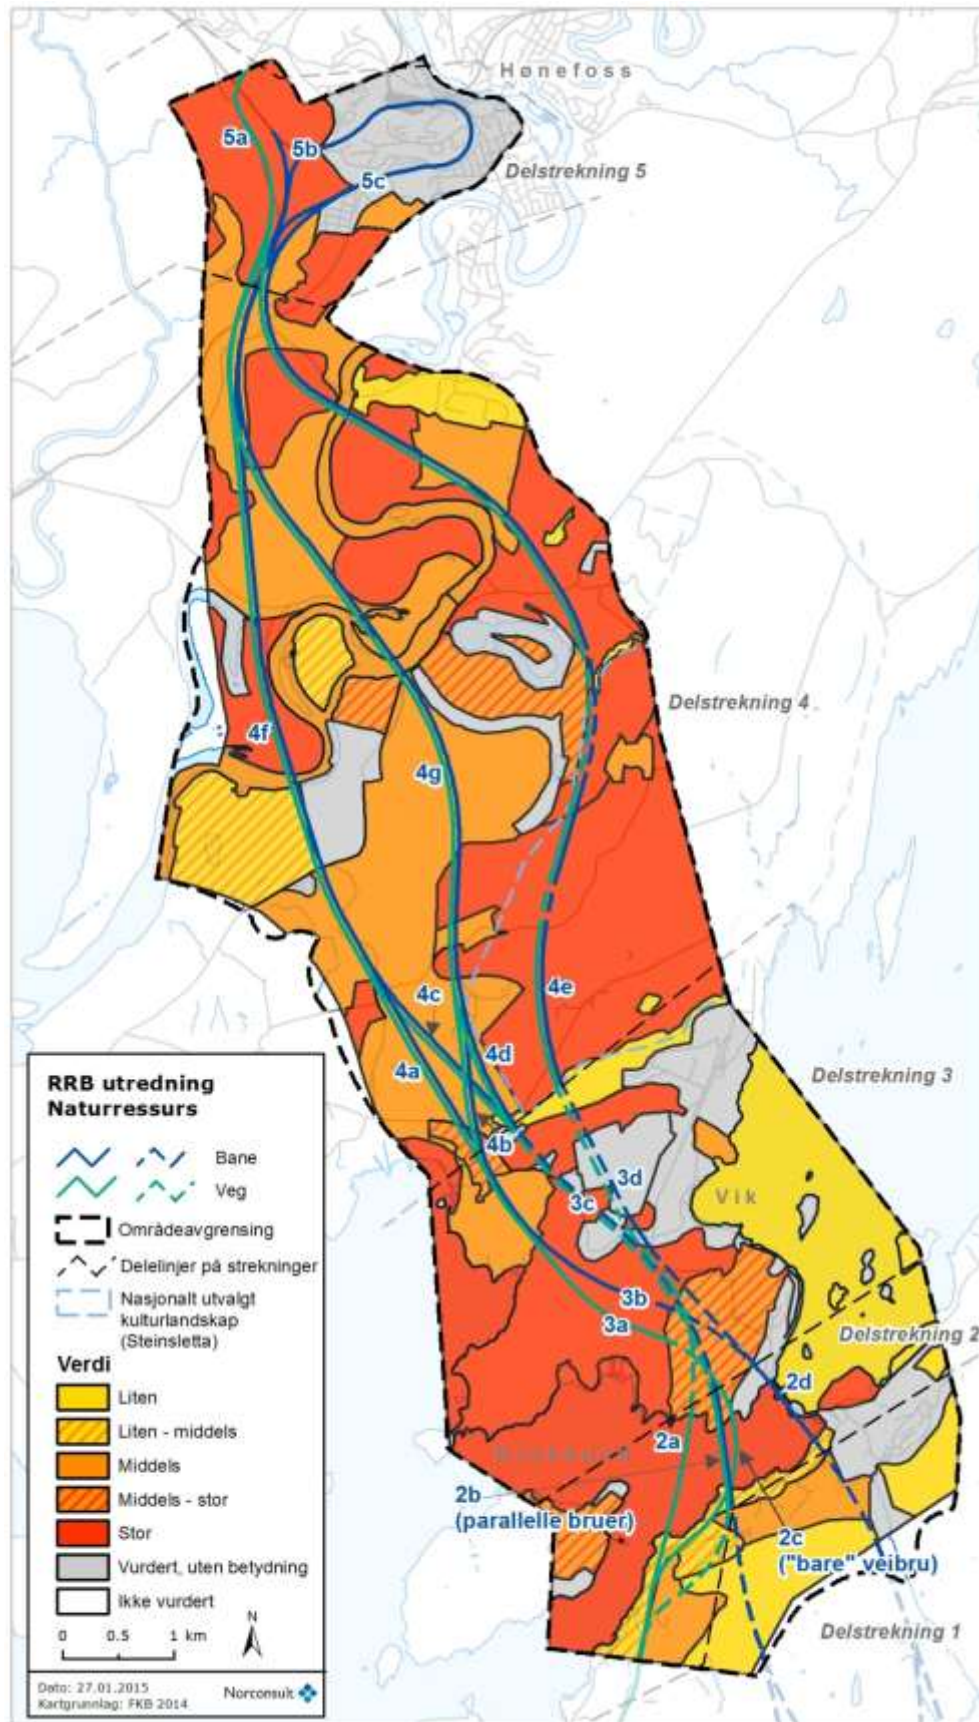 Hønefoss
5a
5b
5c
Delstrekning 5
Delstrekning 4
4f
4g
4c
4e
4a
4d
4b
Delstrekning 3
3d
3c
Vik
3b
3a
Delstrekning 2
2d
2a
2b
(parallelle bruer)
2c
("bare" veibru)
Delstrekning 1
RRB utredning
Naturressurs
Bane
Veg
Områdeavgrensing
Delelinjer på strekninger
Nasjonalt utvalgt
kulturlandskap
(Steinsletta)
Verdi
Liten
Liten - middels
Middels
Middels - stor
Stor
Vurdert, uten betydning
Ikke vurdert
N
0 0.5 1 km
Dato: 27.01.2015
Kartgrunnlag: FKB 2014
Norconsult